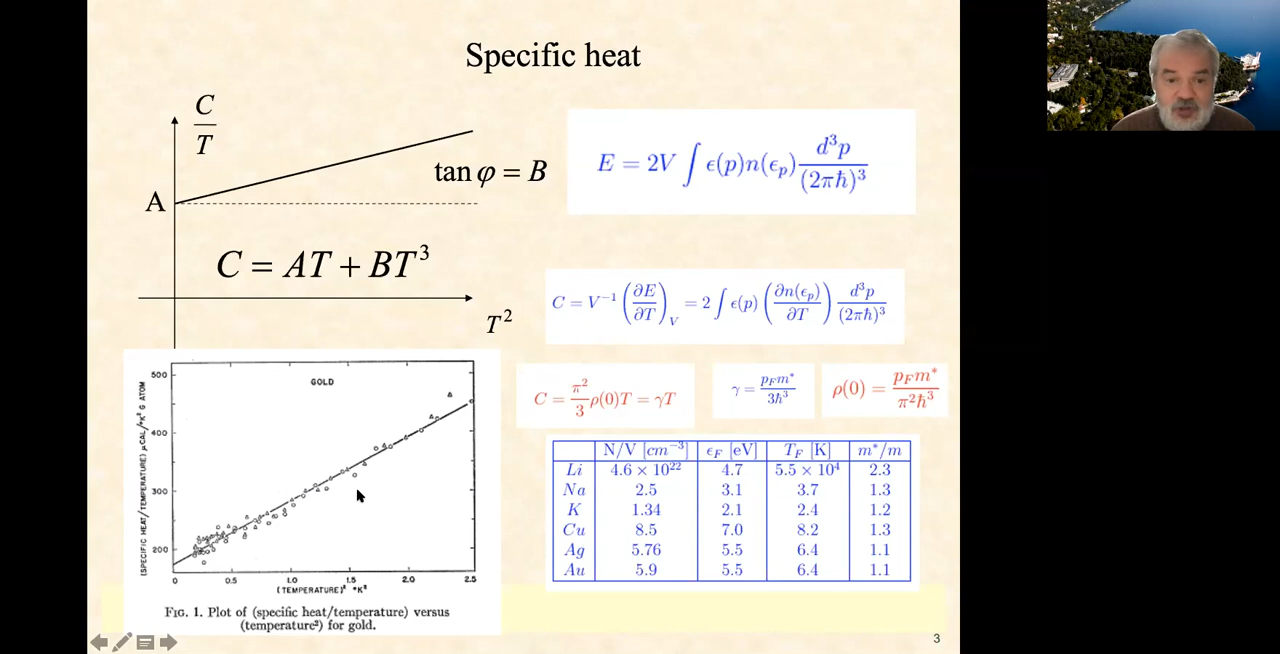 Specific heat
C/T
A
tan φ = B
C = AT + BT³
T²
E = 2V ∫ ϵ(p)n(ϵ_p) d³p/(2πℏ)³
C = V⁻¹ (∂E/∂T)_V = 2 ∫ ϵ(p) (∂n(ϵ_p)/∂T) d³p/(2πℏ)³
C = π²/3 ρ(0)T = γT
γ = p_F m*/3ℏ³
ρ(0) = p_F m*/π²ℏ³
N/V [cm⁻³] ϵ_F [eV] T_F [K] m*/m
Li 4.6 × 10²² 4.7 5.5 × 10⁴ 2.3
Na 2.5 3.1 3.7 1.3
K 1.34 2.1 2.4 1.2
Cu 8.5 7.0 8.2 1.3
Ag 5.76 5.5 6.4 1.1
Au 5.9 5.5 6.4 1.1
GOLD
(SPECIFIC HEAT/TEMPERATURE) μCAL/°K² G ATOM
500
400
300
200
0 0.5 1.0 1.5 2.0 2.5
(TEMPERATURE)² °K²
FIG. 1. Plot of (specific heat/temperature) versus
(temperature²) for gold.
3